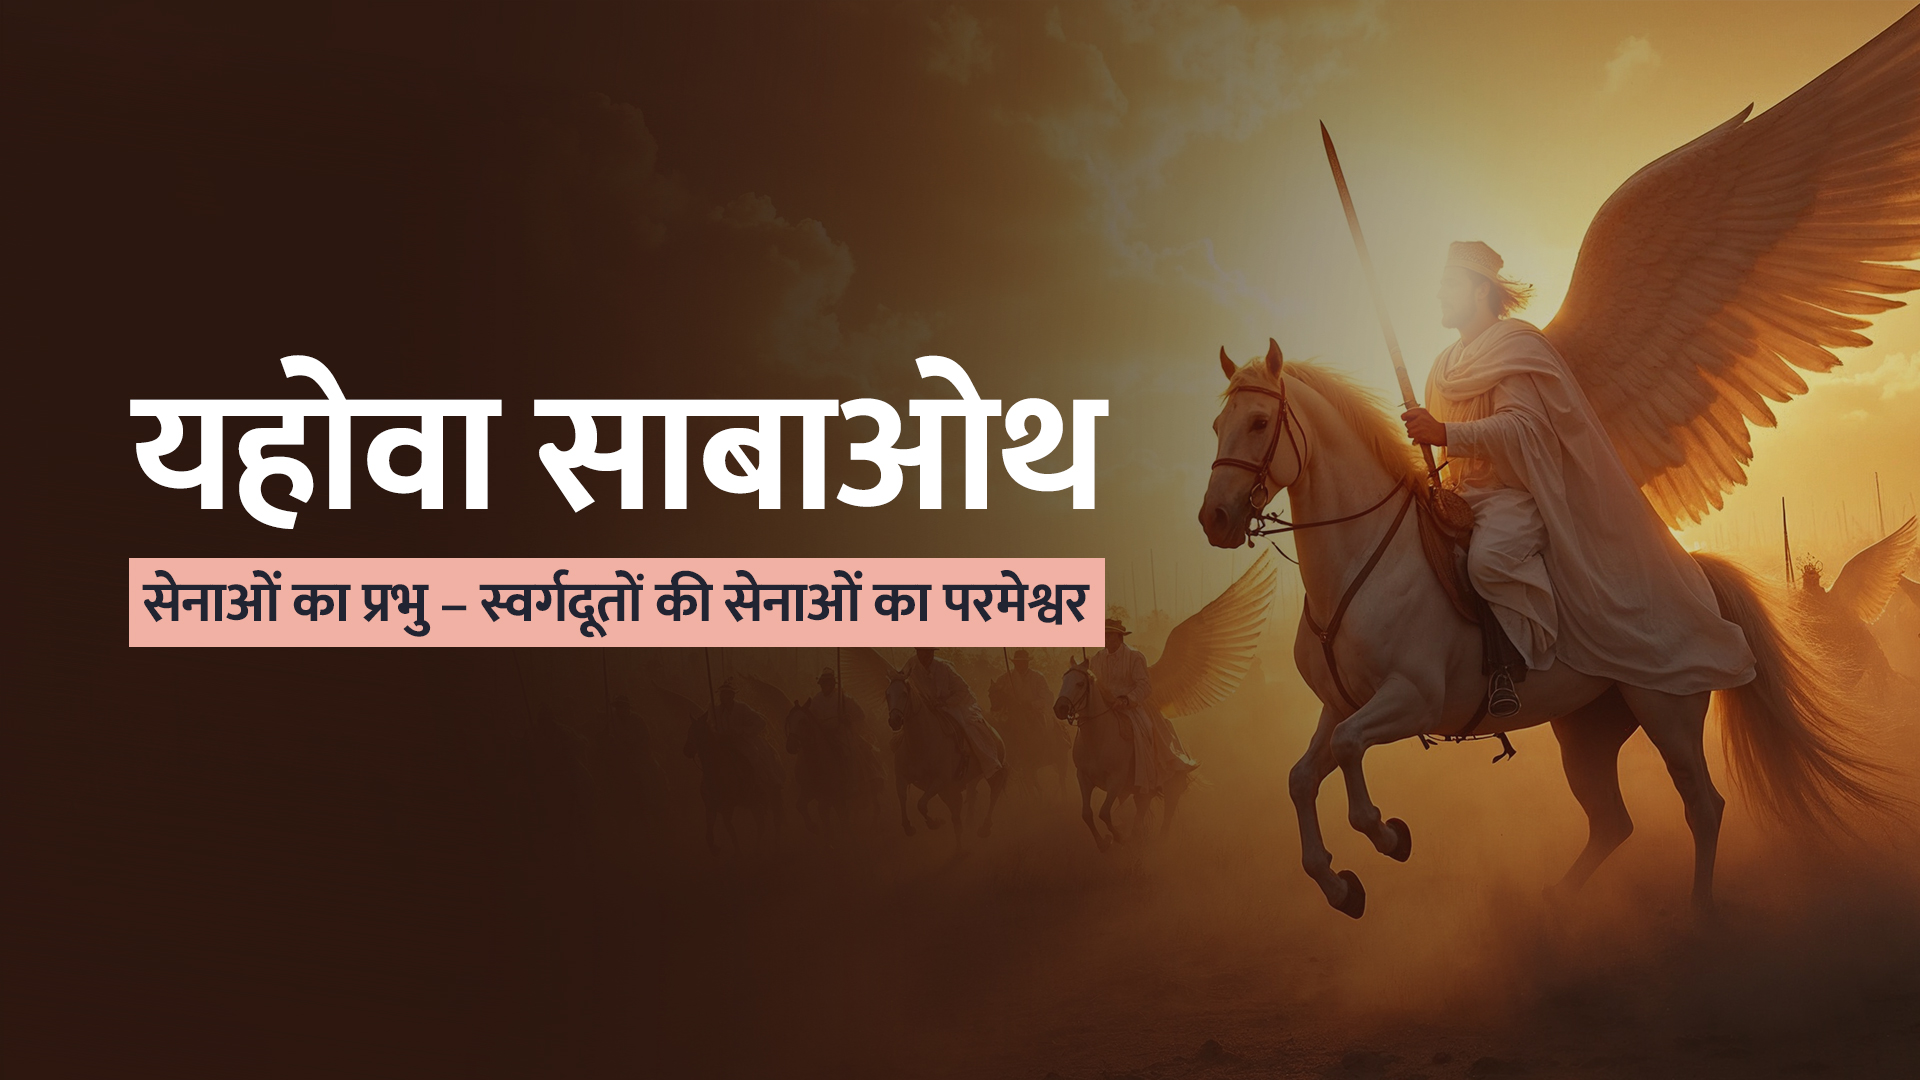 यहोवा साबाओथ
सेनाओं का प्रभु – स्वर्गदूतों की सेनाओं का परमेश्वर